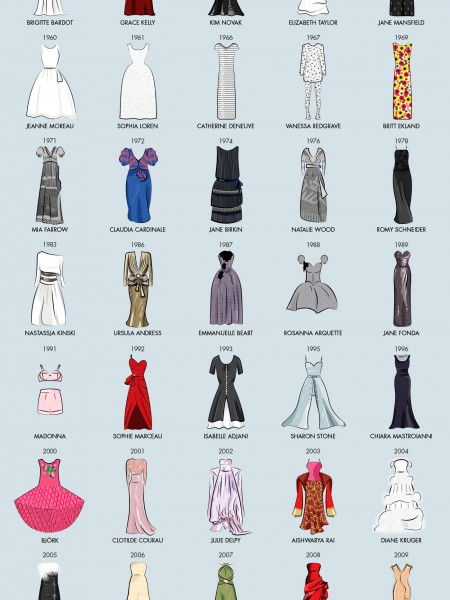 BRIGITTE BARDOT GRACE KELLY KIM NOVAK ELIZABETH TAYLOR JANE MANSFIELD
1960 1961 1966 1967 1969
JEANNE MOREAU SOPHIA LOREN CATHERINE DENEUVE VANESSA REDGRAVE BRITT EKLAND
1971 1972 1974 1976 1978
MIA FARROW CLAUDIA CARDINALE JANE BIRKIN NATALIE WOOD ROMY SCHNEIDER
1983 1986 1987 1988 1989
NASTASSJA KINSKI URSULA ANDRESS EMMANUELLE BEART ROSANNA ARQUETTE JANE FONDA
1991 1992 1993 1995 1996
MADONNA SOPHIE MARCEAU ISABELLE ADJANI SHARON STONE CHIARA MASTROIANNI
2000 2001 2002 2003 2004
BJÖRK CLOTILDE COURAU JULIE DELPY AISHWARYA RAI DIANE KRUGER
2005 2006 2007 2008 2009